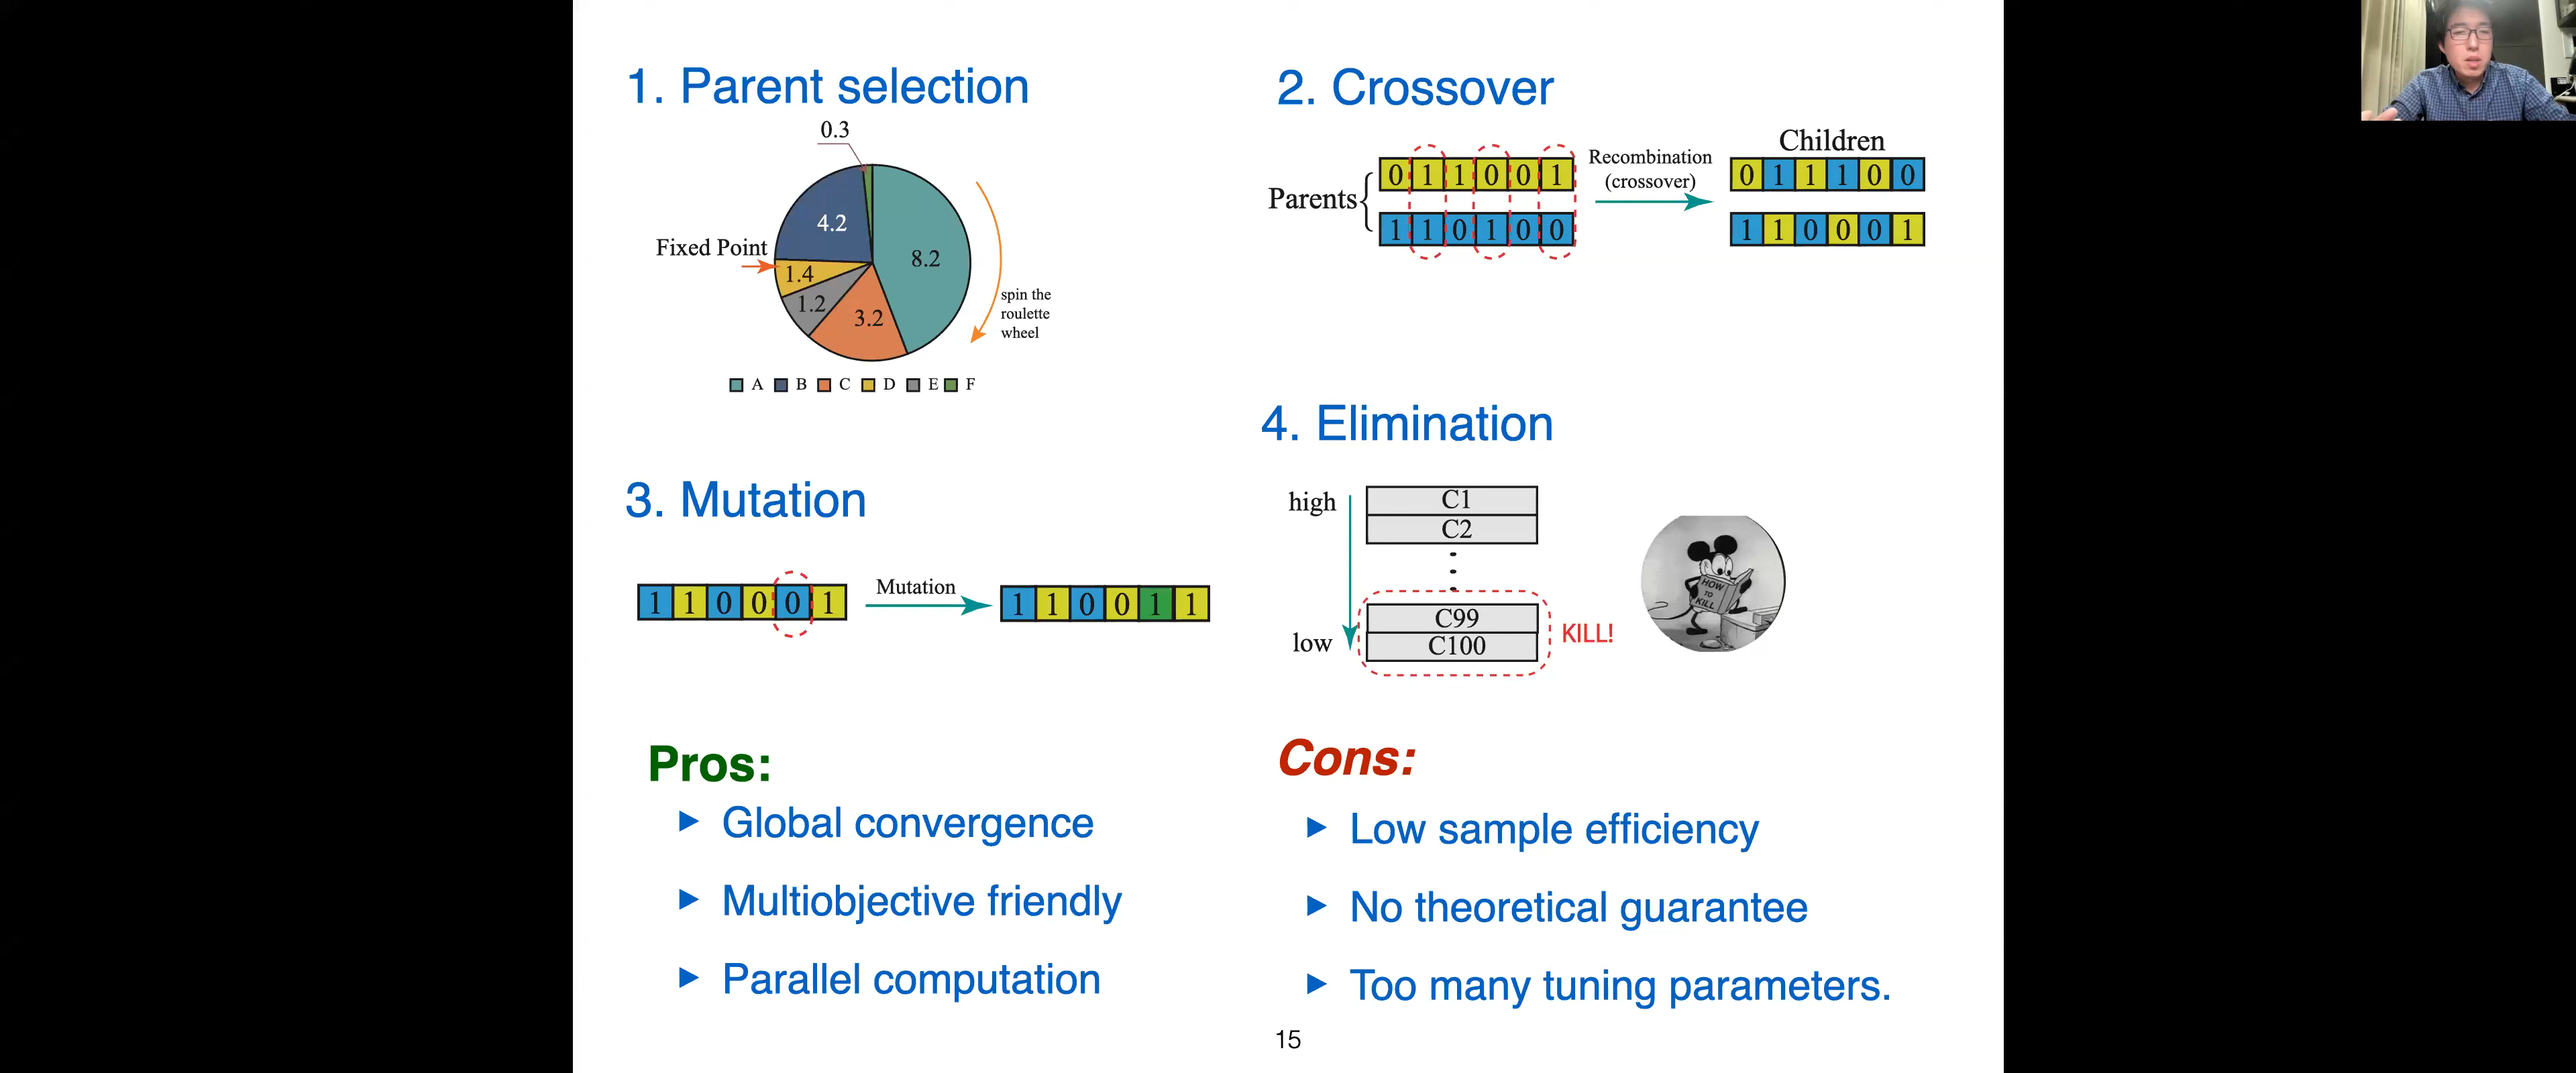 1. Parent selection
0.3
4.2
8.2
Fixed Point
1.4
1.2
3.2
spin the
roulette
wheel
A B C D E F
2. Crossover
Children
Parents
0 1 1 0 0 1
1 1 0 1 0 0
Recombination
(crossover)
0 1 1 1 0 0
1 1 0 0 0 1
3. Mutation
1 1 0 0 0 1
Mutation
1 1 0 0 1 1
4. Elimination
high
C1
C2
C99
low
C100
KILL!
HOW
TO
KILL
Pros:
Global convergence
Multiobjective friendly
Parallel computation
Cons:
Low sample efficiency
No theoretical guarantee
Too many tuning parameters.
15